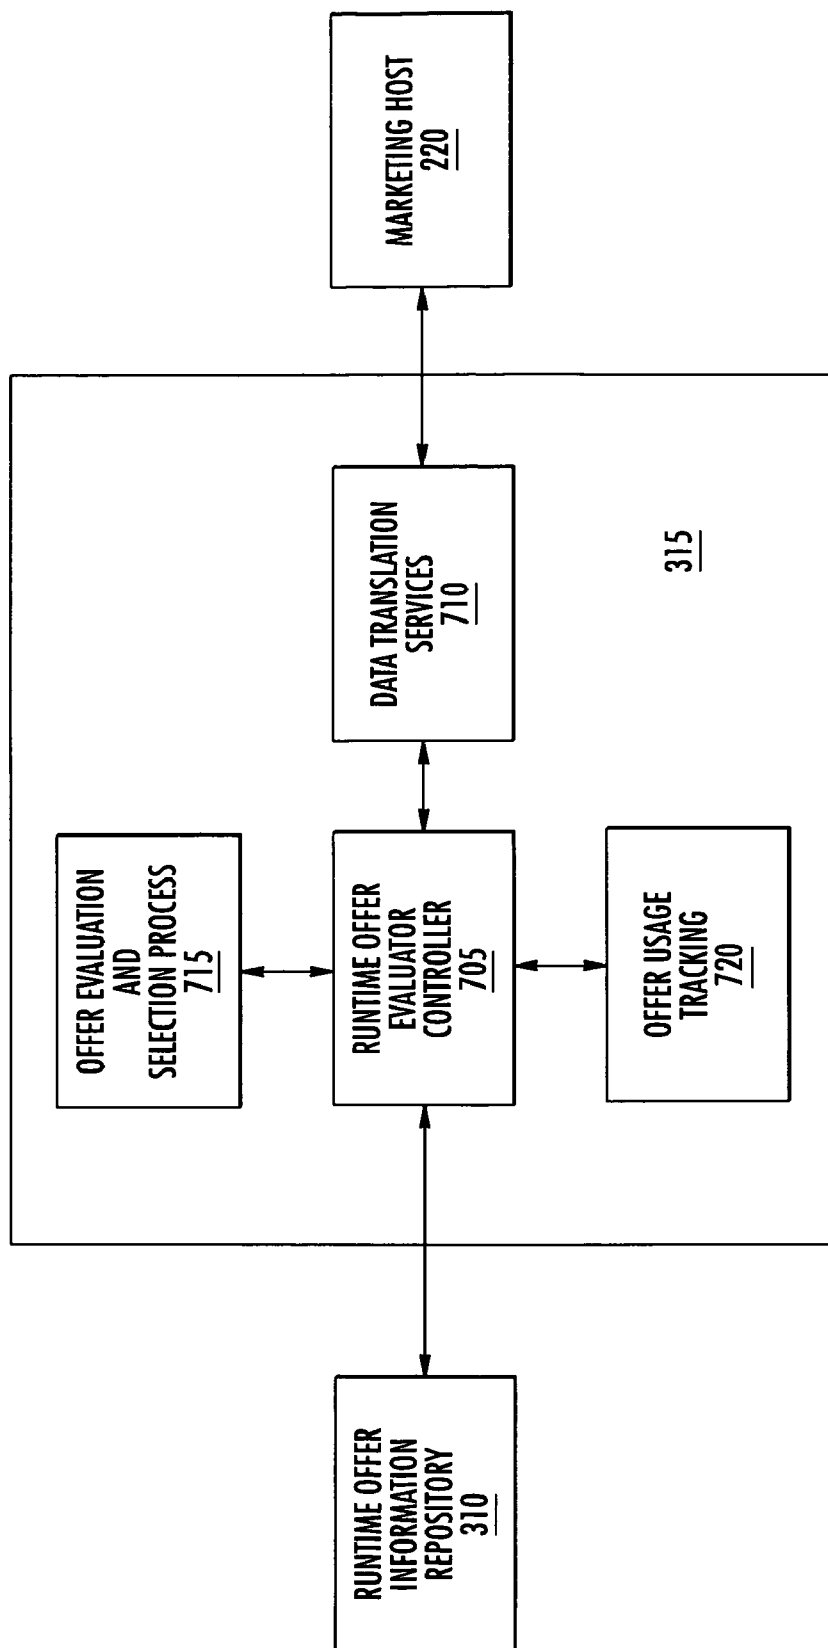 RUNTIME OFFER
INFORMATION
REPOSITORY
310
OFFER EVALUATION
AND
SELECTION PROCESS
715
RUNTIME OFFER
EVALUATOR
CONTROLLER
705
OFFER USAGE
TRACKING
720
DATA TRANSLATION
SERVICES
710
315
MARKETING HOST
220